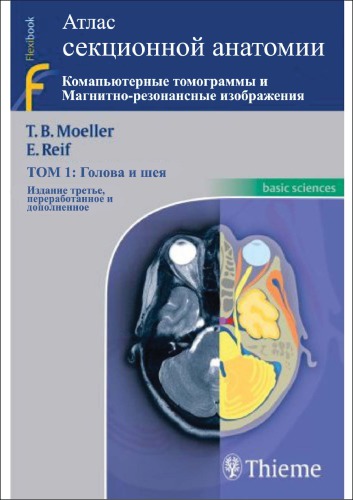 Flexibook
f
Атлас
секционной анатомии
Комапьютерные томограммы и
Магнитно-резонансные изображения
T. B. Moeller
E. Reif
ТОМ 1: Голова и шея
Издание третье,
переработанное и
дополненное
basic sciences
Thieme